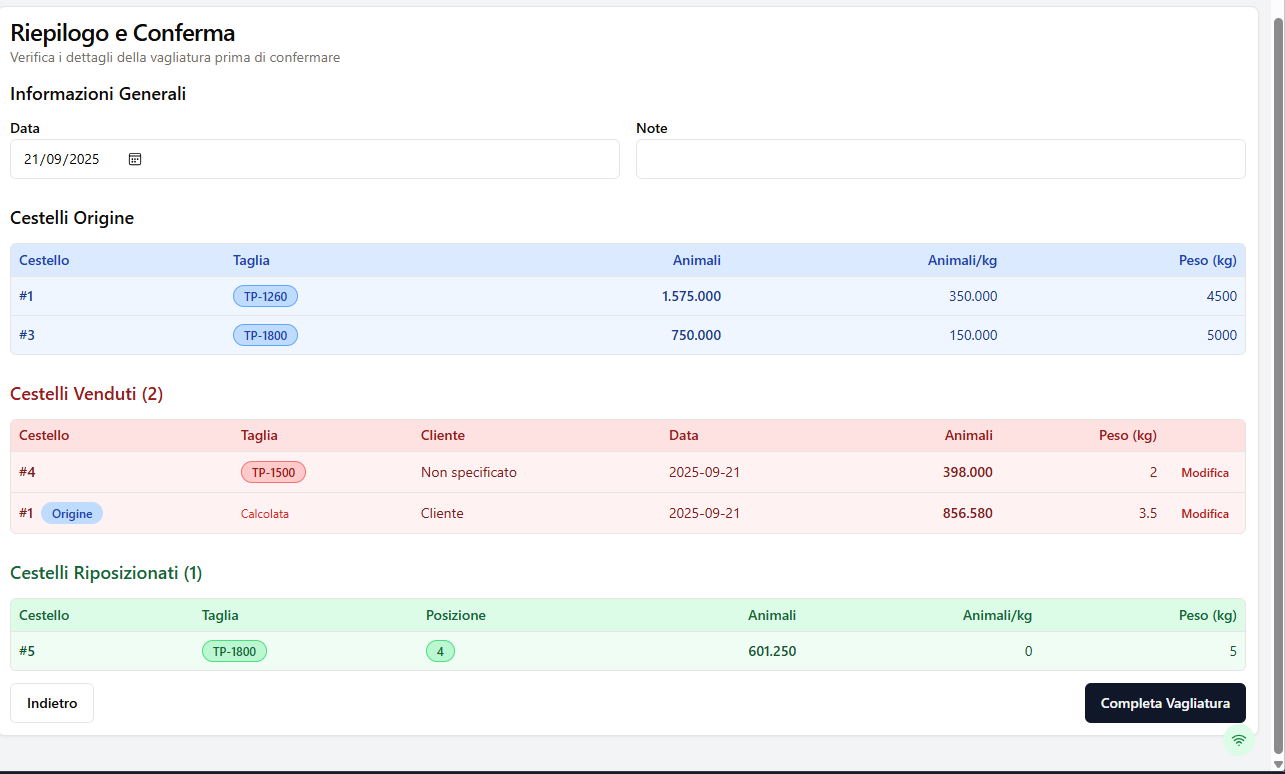 Riepilogo e Conferma
Verifica i dettagli della vagliatura prima di confermare
Informazioni Generali
Data Note
21/09/2025
Cestelli Origine
Cestello Taglia Animali Animali/kg Peso (kg)
#1 TP-1260 1.575.000 350.000 4500
#3 TP-1800 750.000 150.000 5000
Cestelli Venduti (2)
Cestello Taglia Cliente Data Animali Peso (kg)
#4 TP-1500 Non specificato 2025-09-21 398.000 2 Modifica
#1 Origine Calcolata Cliente 2025-09-21 856.580 3.5 Modifica
Cestelli Riposizionati (1)
Cestello Taglia Posizione Animali Animali/kg Peso (kg)
#5 TP-1800 4 601.250 0 5
Indietro Completa Vagliatura